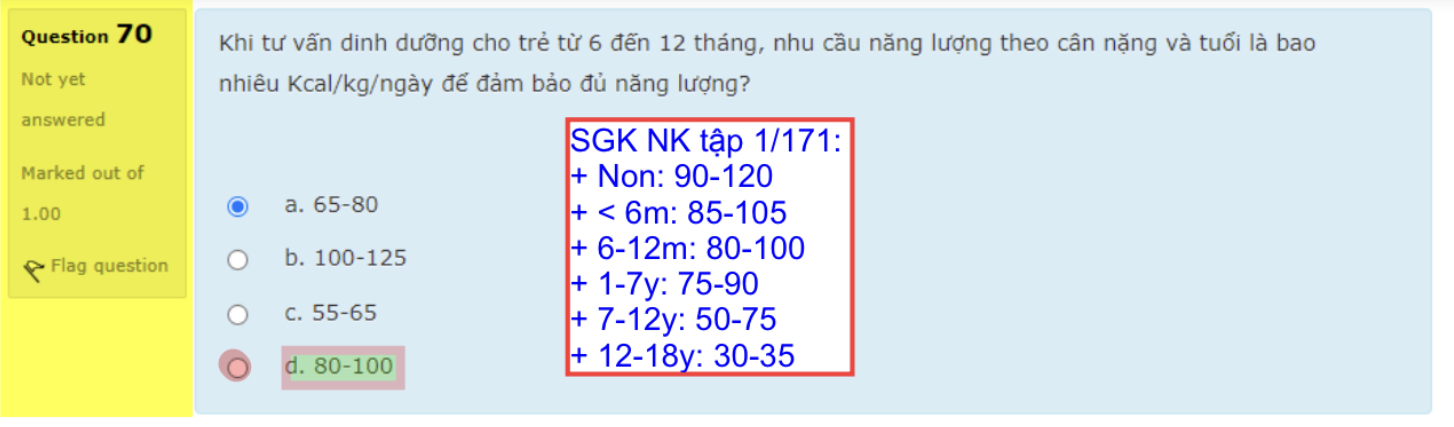 Question 70
Not yet
answered
Marked out of
1.00
Flag question
Khi tư vấn dinh dưỡng cho trẻ từ 6 đến 12 tháng, nhu cầu năng lượng theo cân nặng và tuổi là bao
nhiêu Kcal/kg/ngày để đảm bảo đủ năng lượng?
a. 65-80
b. 100-125
c. 55-65
d. 80-100
SGK NK tập 1/171:
+ Non: 90-120
+ < 6m: 85-105
+ 6-12m: 80-100
+ 1-7y: 75-90
+ 7-12y: 50-75
+ 12-18y: 30-35